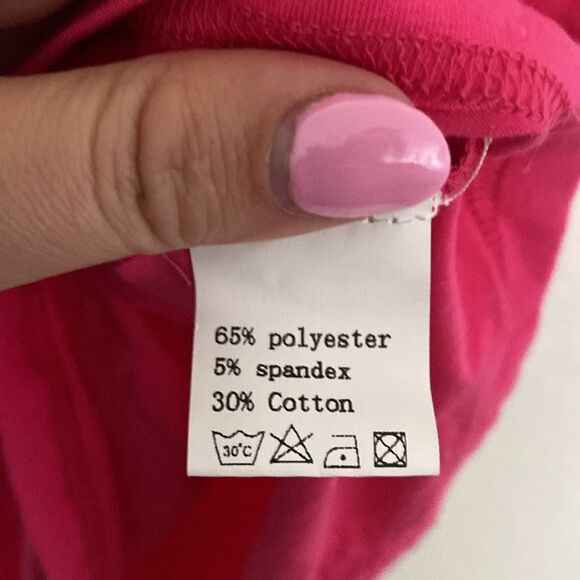 65% polyester
5% spandex
30% Cotton
30°C